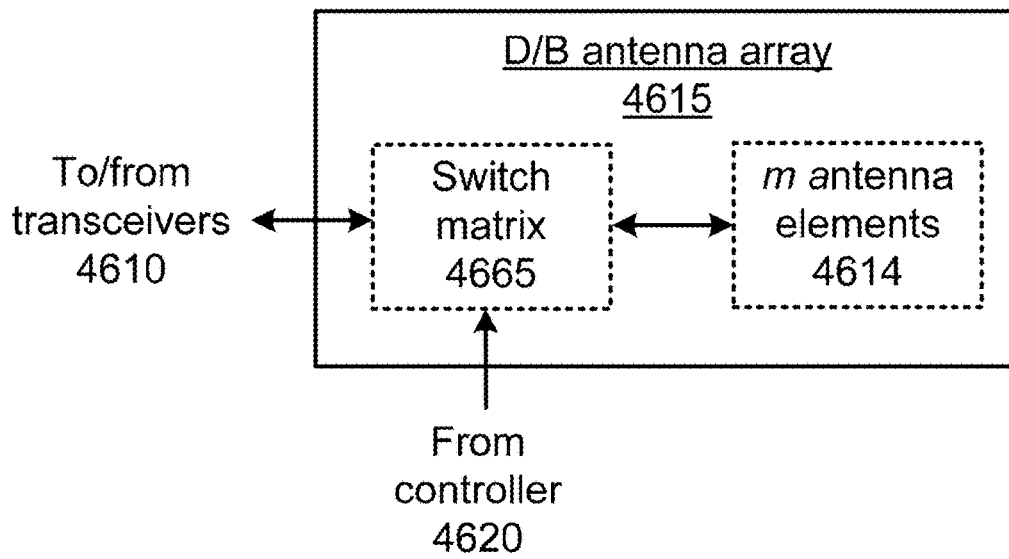 D/B antenna array
4615
To/from
transceivers
4610
Switch
matrix
4665
m antenna
elements
4614
From
controller
4620